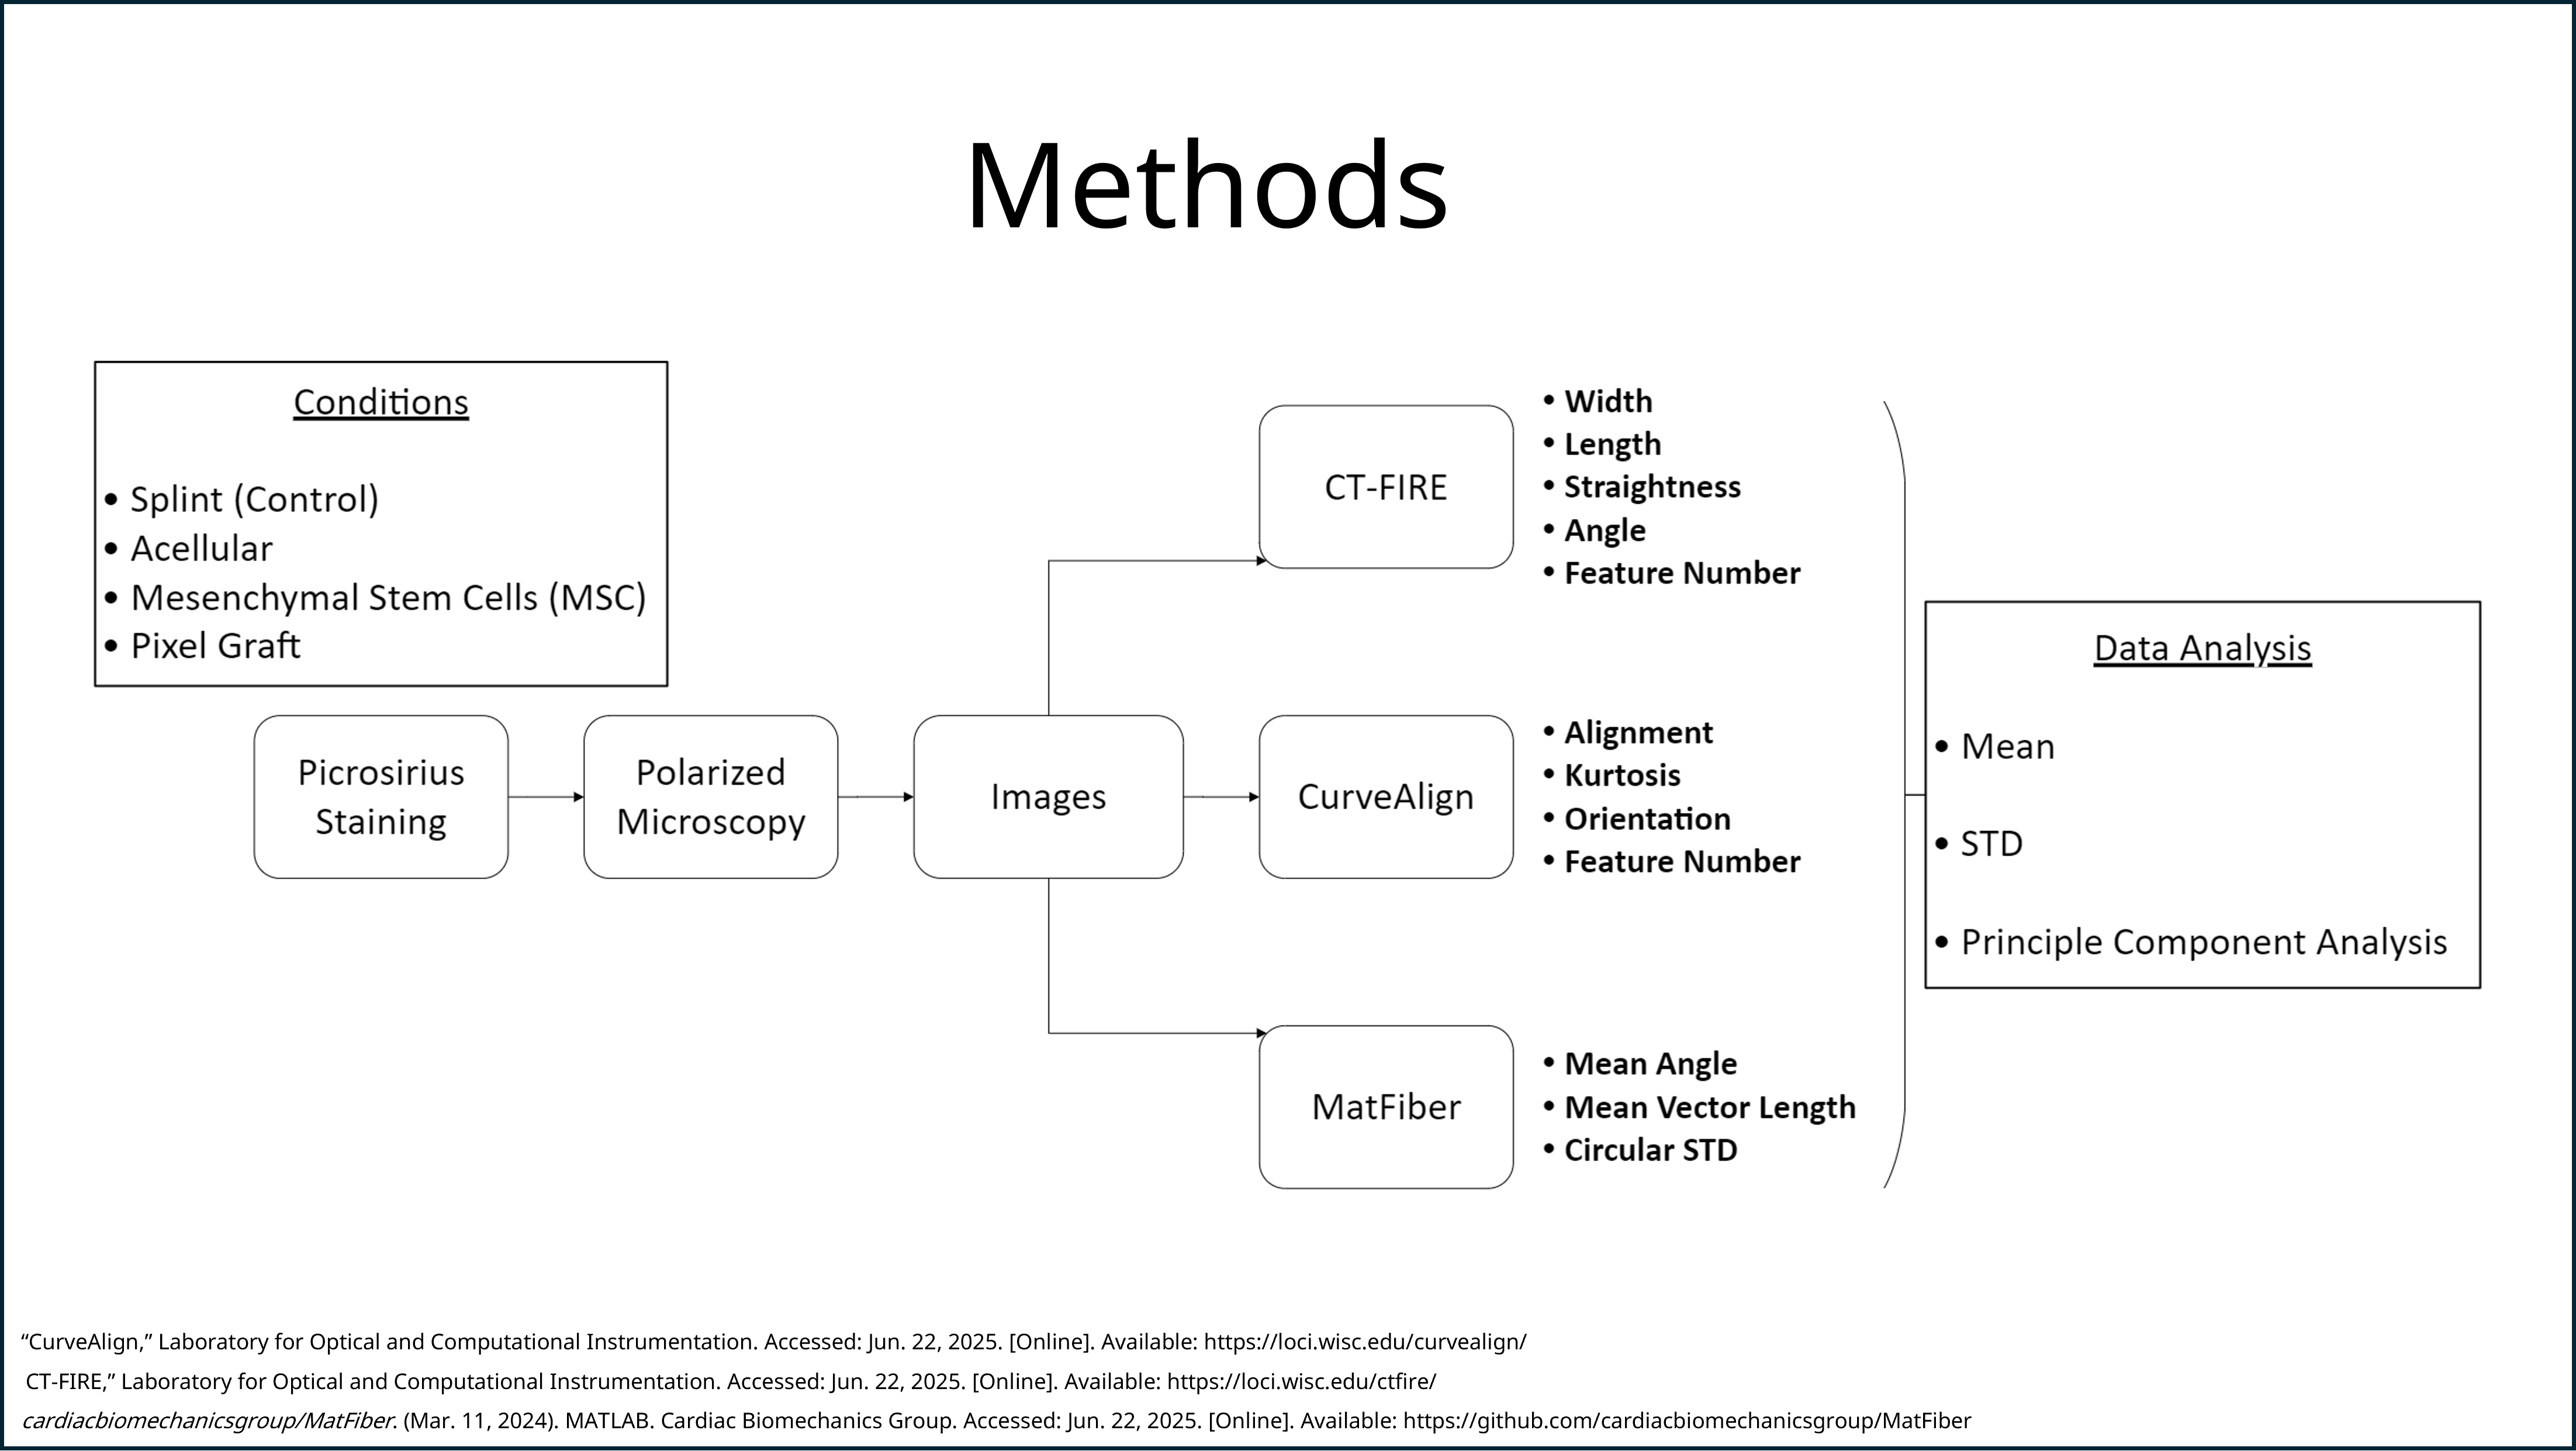 Methods
Conditions
• Splint (Control)
• Acellular
• Mesenchymal Stem Cells (MSC)
• Pixel Graft
Picrosirius
Staining
Polarized
Microscopy
Images
CT-FIRE
• Width
• Length
• Straightness
• Angle
• Feature Number
CurveAlign
• Alignment
• Kurtosis
• Orientation
• Feature Number
MatFiber
• Mean Angle
• Mean Vector Length
• Circular STD
Data Analysis
• Mean
• STD
• Principle Component Analysis
“CurveAlign,” Laboratory for Optical and Computational Instrumentation. Accessed: Jun. 22, 2025. [Online]. Available: https://loci.wisc.edu/curvealign/
CT-FIRE,” Laboratory for Optical and Computational Instrumentation. Accessed: Jun. 22, 2025. [Online]. Available: https://loci.wisc.edu/ctfire/
cardiacbiomechanicsgroup/MatFiber. (Mar. 11, 2024). MATLAB. Cardiac Biomechanics Group. Accessed: Jun. 22, 2025. [Online]. Available: https://github.com/cardiacbiomechanicsgroup/MatFiber